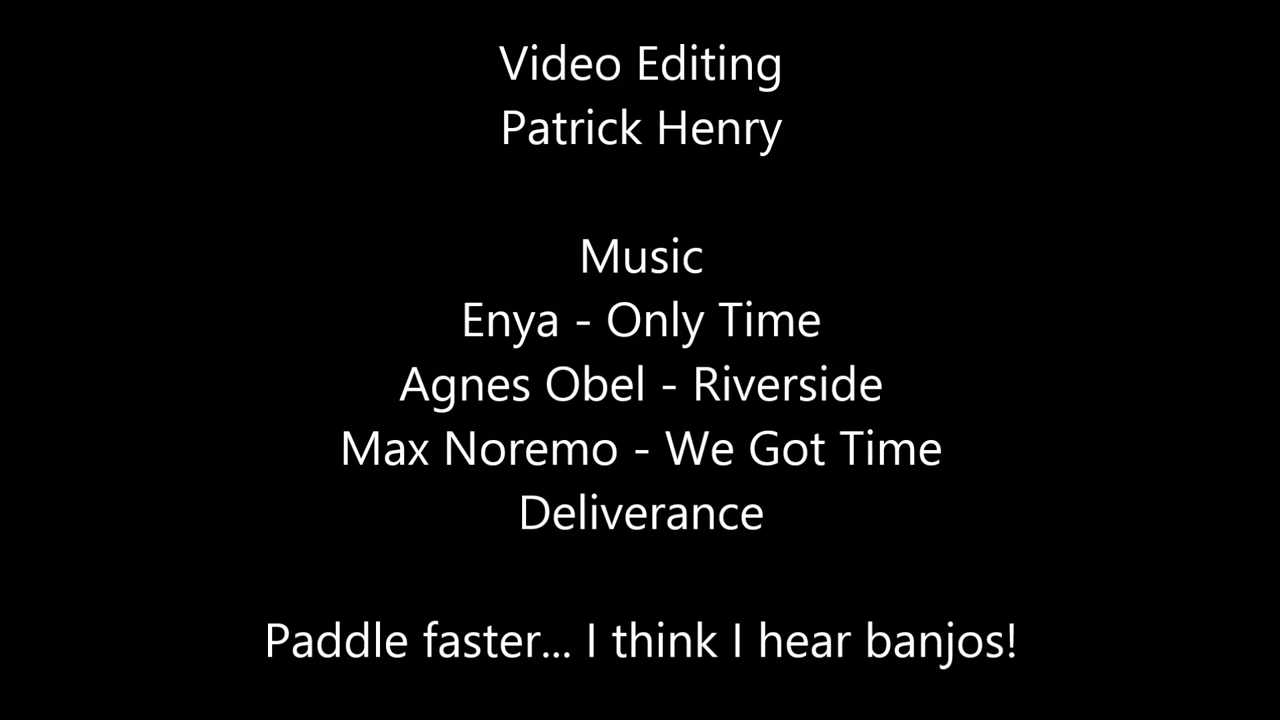 Video Editing
Patrick Henry
Music
Enya - Only Time
Agnes Obel - Riverside
Max Noremo - We Got Time
Deliverance
Paddle faster... I think I hear banjos!